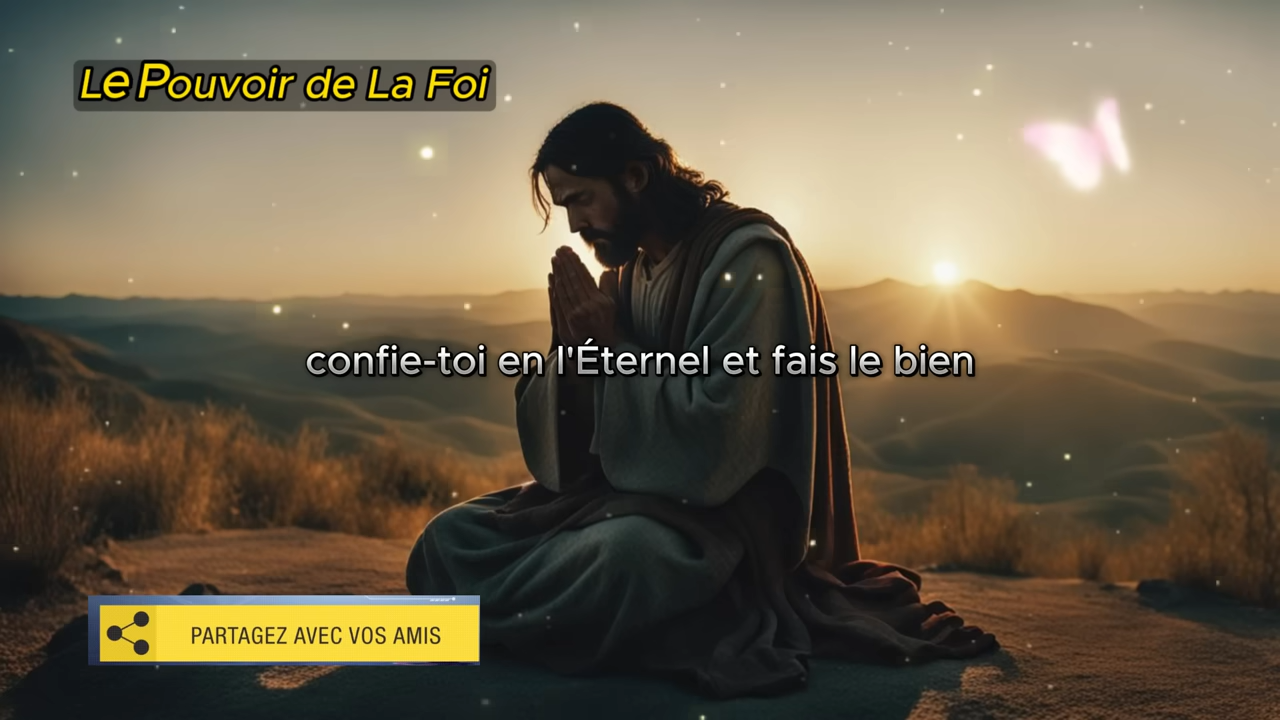 Le Pouvoir de La Foi
confie-toi en l'Éternel et fais le bien
PARTAGEZ AVEC VOS AMIS